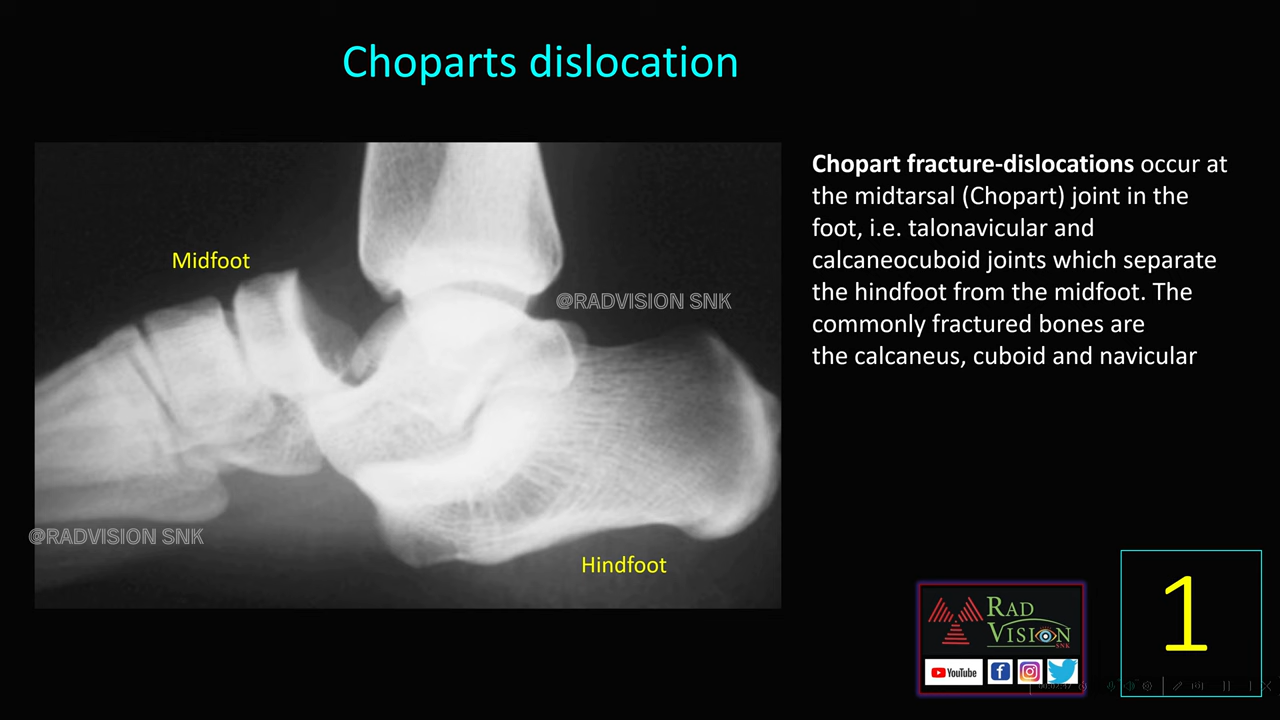 Choparts dislocation
Midfoot
@RADVISION SNK
@RADVISION SNK
Hindfoot
Chopart fracture-dislocations occur at
the midtarsal (Chopart) joint in the
foot, i.e. talonavicular and
calcaneocuboid joints which separate
the hindfoot from the midfoot. The
commonly fractured bones are
the calcaneus, cuboid and navicular
RAD
VISION
SNK
YouTube
1